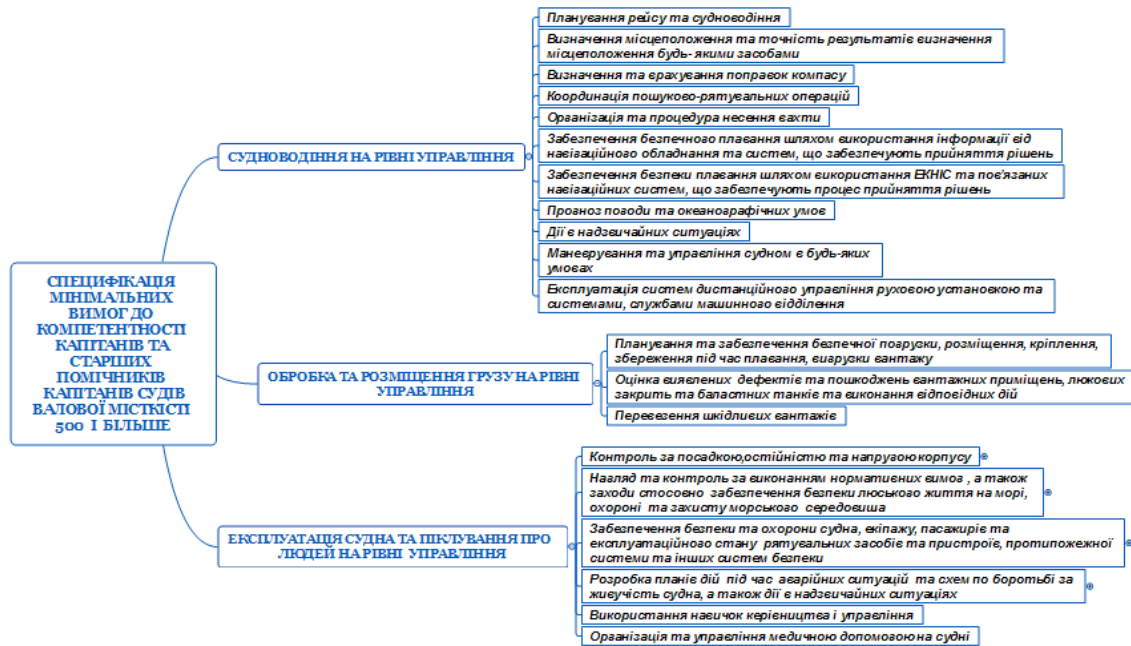 СПЕЦИФІКАЦІЯ
МІНІМАЛЬНИХ
ВИМОГ ДО
КОМПЕТЕНТНОСТІ
КАПІТАНІВ ТА
СТАРШИХ
ПОМІЧНИКІВ
КАПІТАНІВ СУДІВ
ВАЛОВОЇ МІСТКІСТІ
500 І БІЛЬШЕ
СУДНОВОДІННЯ НА РІВНІ УПРАВЛІННЯ
Планування рейсу та судноводіння
Визначення місцеположення та точність результатів визначення
місцеположення будь- якими засобами
Визначення та врахування поправок компасу
Координація пошуково-рятувальних операцій
Організація та процедура несення вахти
Забезпечення безпечного плавання шляхом використання інформації від
навігаційного обладнання та систем, що забезпечують прийняття рішень
Забезпечення безпеки плавання шляхом використання ЕКНІС та пов'язаних
навігаційних систем, що забезпечують процес прийняття рішень
Прогноз погоди та океанографічних умов
Дії в надзвичайних ситуаціях
Маневрування та управління судном в будь-яких
умовах
Експлуатація систем дистанційного управління руховою установкою та
системами, службами машинного відділення
ОБРОБКА ТА РОЗМІЩЕННЯ ГРУЗУ НА РІВНІ
УПРАВЛІННЯ
Планування та забезпечення безпечної погрузки, розміщення, кріплення,
збереження під час плавання, вигрузки вантажу
Оцінка виявлених дефектів та пошкоджень вантажних приміщень, люкових
закрить та баластних танків та виконання відповідних дій
Перевезення шкідливих вантажів
ЕКСПЛУАТАЦІЯ СУДНА ТА ПІКЛУВАННЯ ПРО
ЛЮДЕЙ НА РІВНІ УПРАВЛІННЯ
Контроль за посадкою,остійністю та напругою корпусу
Нагляд та контроль за виконанням нормативних вимог , а також
заходи стосовно забезпечення безпеки люського життя на морі,
охороні та захисту морського середовиша
Забезпечення безпеки та охорони судна, екіпажу, пасажирів та
експлуатаційного стану рятувальних засобів та пристроїв, протипожежної
системи та інших систем безпеки
Розробка планів дій під час аварійних ситуацій та схем по боротьбі за
живучість судна, а також дії в надзвичайних ситуаціях
Використання навичок керівництва і управління
Організація та управління медичною допомогою на судні